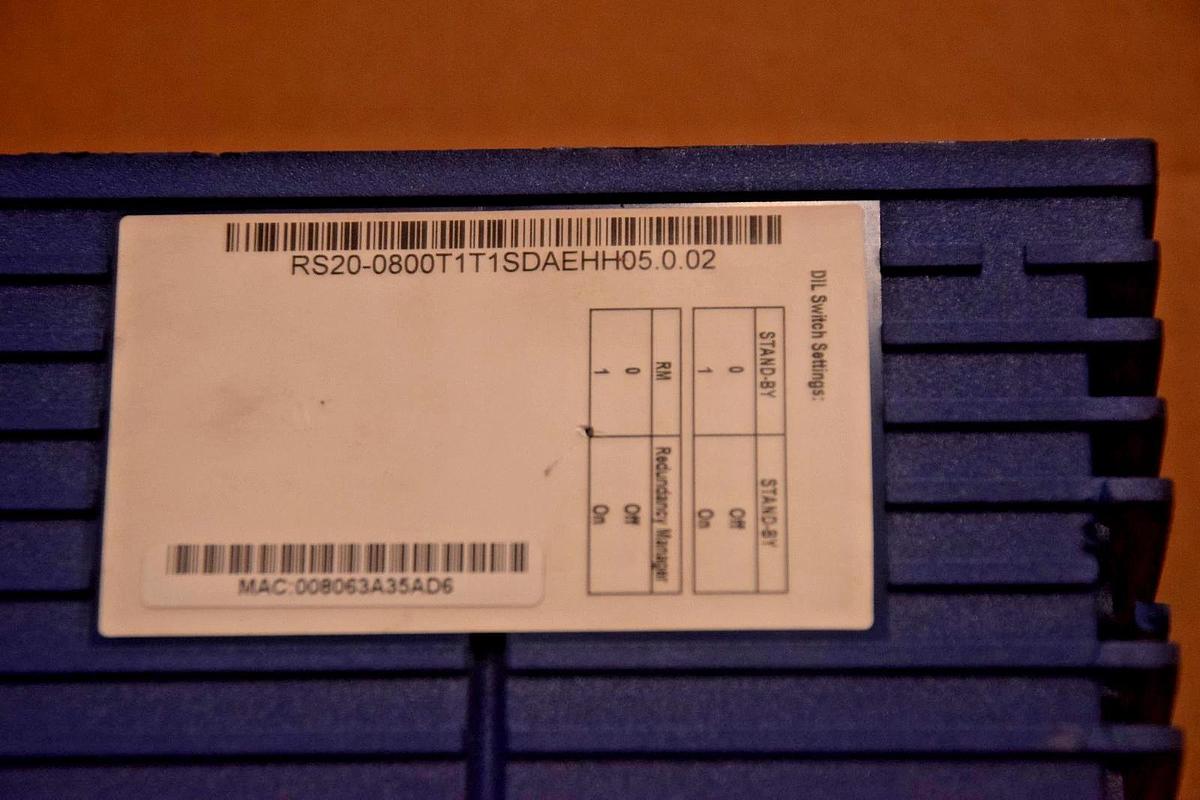 RS20-0800T1T1SDAEHH05.0.02
DIL Switch Settings:
STAND-BY STAND-BY
0 Off
1 On
RM Redundancy Manager
0 Off
1 On
MAC:008063A35AD6